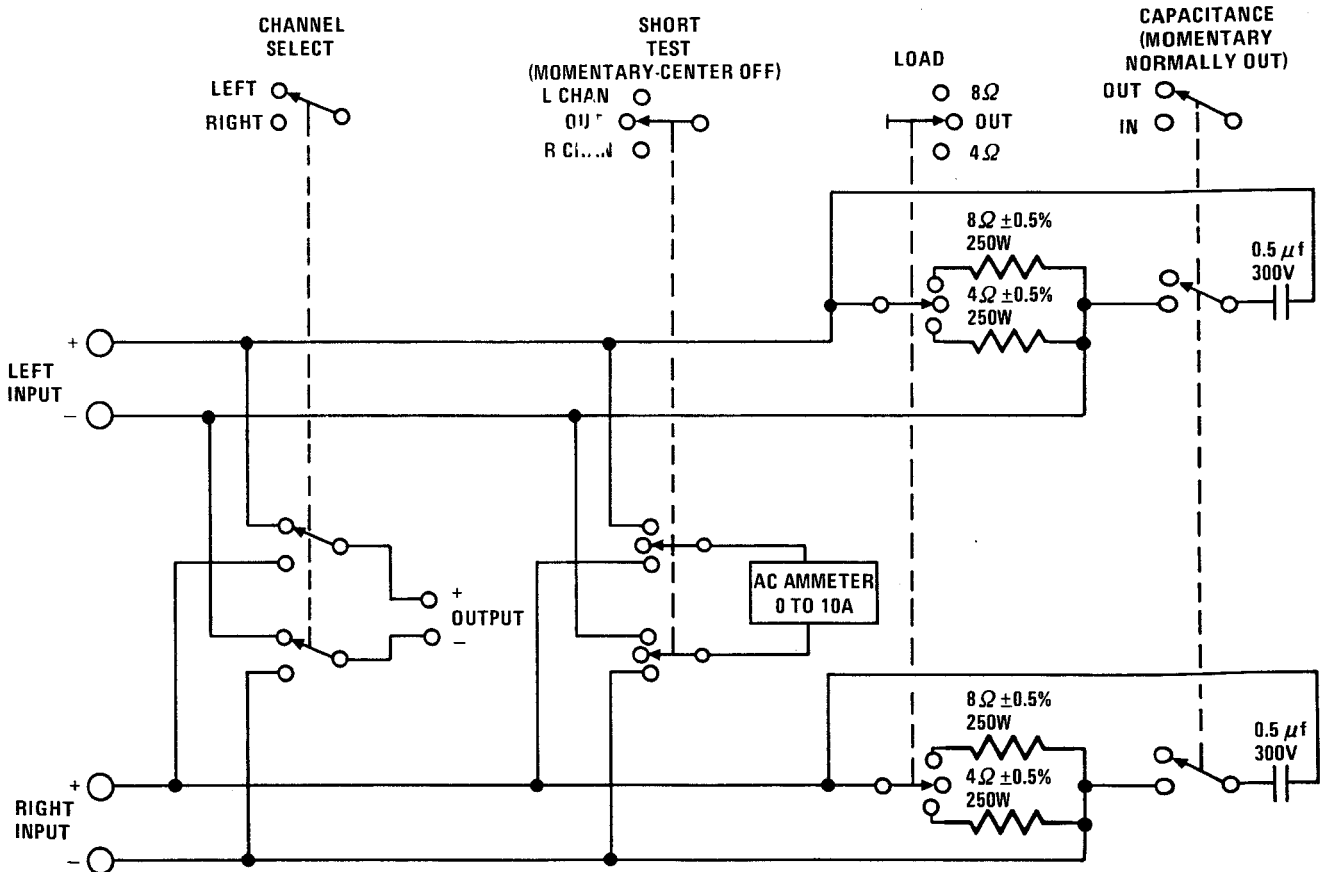 CHANNEL
SELECT
LEFT
RIGHT
SHORT
TEST
(MOMENTARY-CENTER OFF)
L CHAN
R
LOAD
8Ω
OUT
4Ω
CAPACITANCE
(MOMENTARY
NORMALLY OUT)
OUT
IN
8Ω ±0.5%
250W
4Ω ±0.5%
250W
0.5 μf
300V
+
LEFT
INPUT
−
+
OUTPUT
−
AC AMMETER
0 TO 10A
8Ω ±0.5%
250W
4Ω ±0.5%
250W
0.5 μf
300V
+
RIGHT
INPUT
−